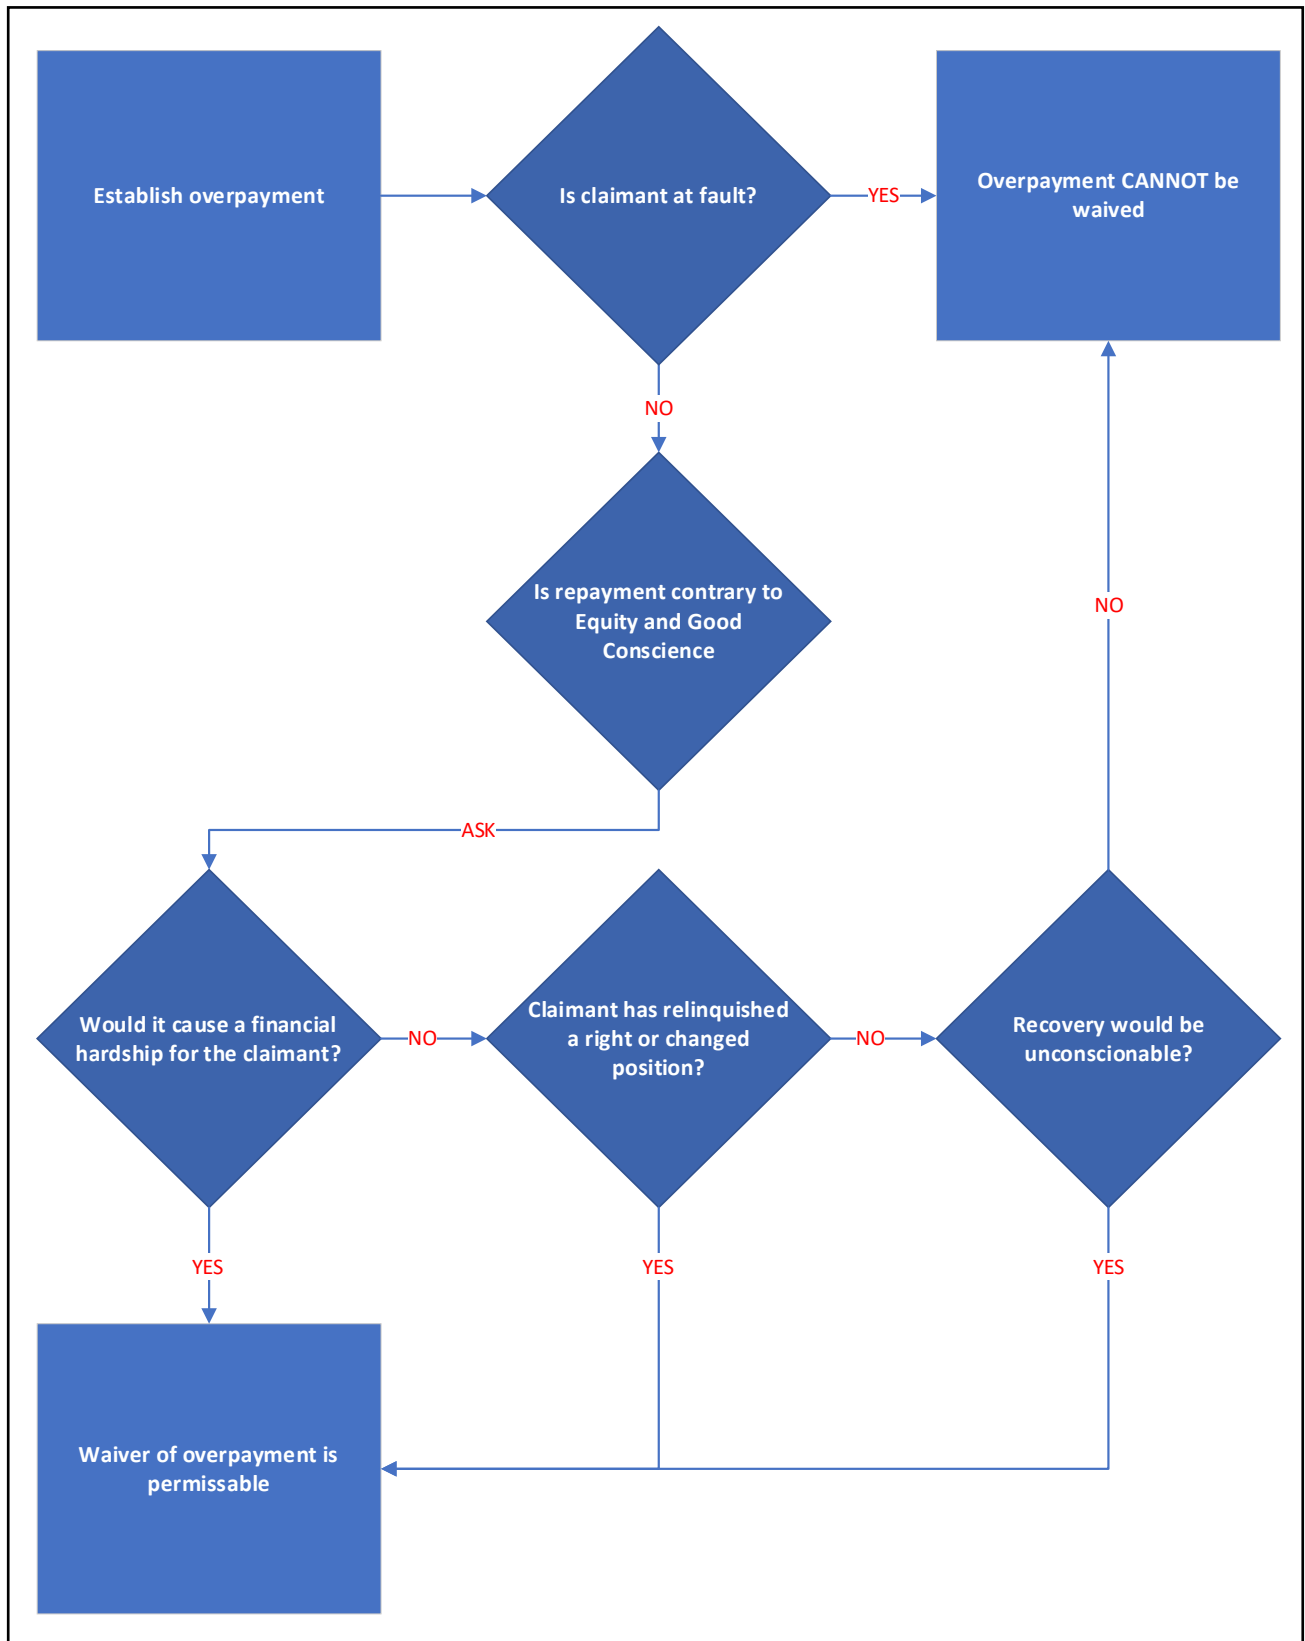 Establish overpayment
Is claimant at fault?
YES
Overpayment CANNOT be
waived
NO
Is repayment contrary to
Equity and Good
Conscience
NO
ASK
Would it cause a financial
hardship for the claimant?
NO
Claimant has relinquished
a right or changed
position?
NO
Recovery would be
unconscionable?
YES
YES
YES
Waiver of overpayment is
permissable